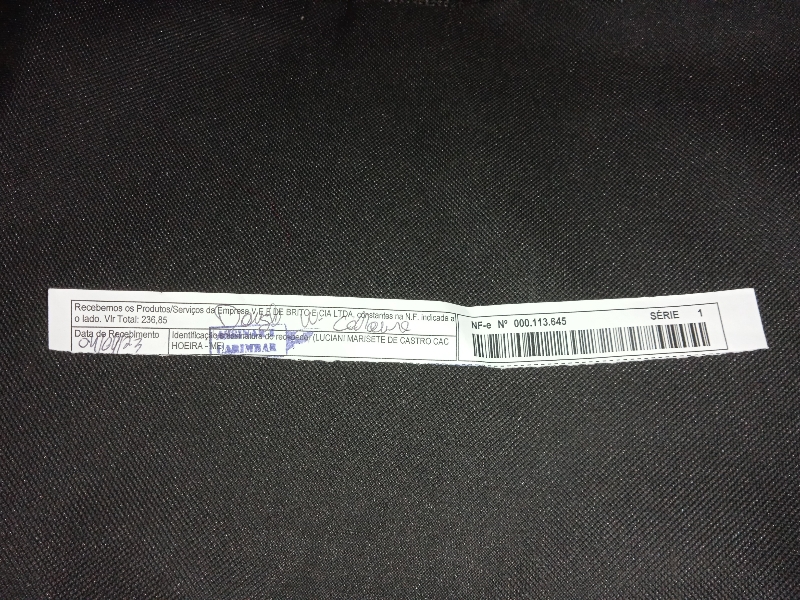 Recebemos os Produtos/Serviços da Empresa V.E.E DE BRITO E CIA LTDA. constantes na N.F. indicada a
o lado. Vlr Total: 236,85
Data de Recebimento
Identificação e assinatura do recebedor (LUCIANI MARISETE DE CASTRO CAC
HOEIRA - MEI
NF-e Nº 000.113.645
SÉRIE 1